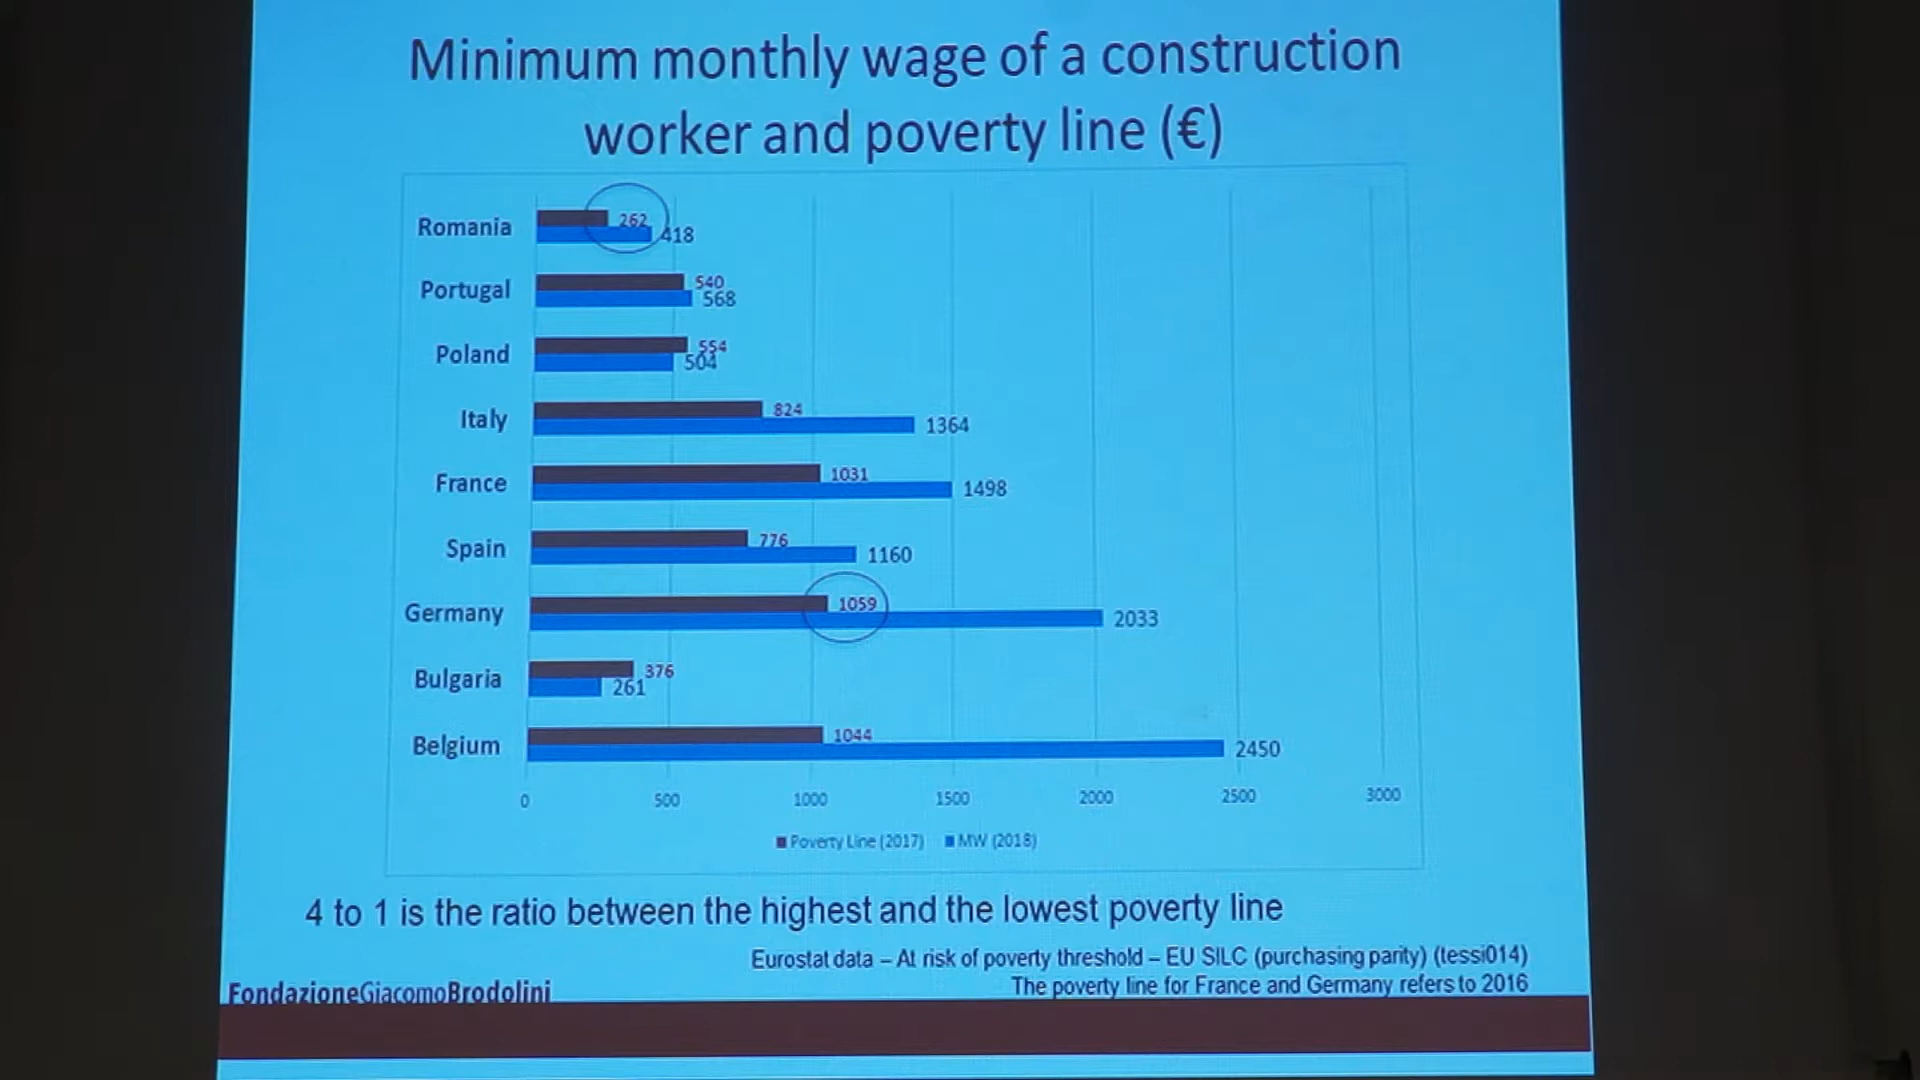 Minimum monthly wage of a construction
worker and poverty line (€)
Romania
262
418
Portugal
540
568
Poland
554
504
Italy
824
1364
France
1031
1498
Spain
776
1160
Germany
1059
2033
Bulgaria
376
261
Belgium
1044
2450
0 500 1000 1500 2000 2500 3000
Poverty Line (2017) MW (2018)
4 to 1 is the ratio between the highest and the lowest poverty line
Eurostat data – At risk of poverty threshold – EU SILC (purchasing parity) (tessi014)
The poverty line for France and Germany refers to 2016
FondazioneGiacomoBrodolini